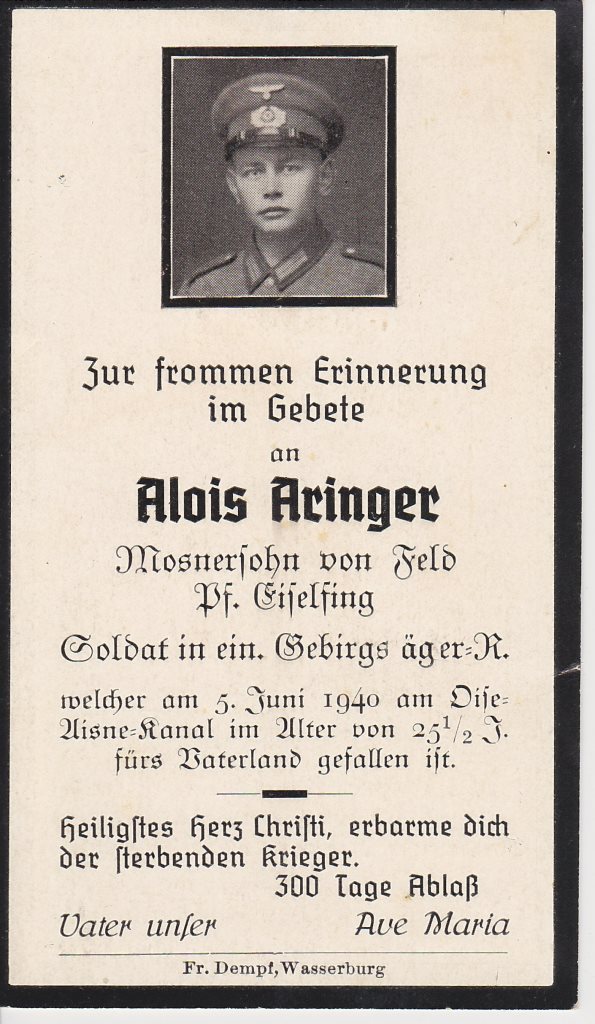 Zur frommen Erinnerung
im Gebete
an
Alois Aringer
Mosnersohn von Feld
Pf. Eiselfing
Soldat in ein. Gebirgs äger-R.
welcher am 5. Juni 1940 am Oise-
Aisne-Kanal im Alter von 25 1/2 J.
fürs Vaterland gefallen ist.
Heiligstes Herz Christi, erbarme dich
der sterbenden Krieger.
300 Tage Ablaß
Vater unser Ave Maria
Fr. Dempf, Wasserburg